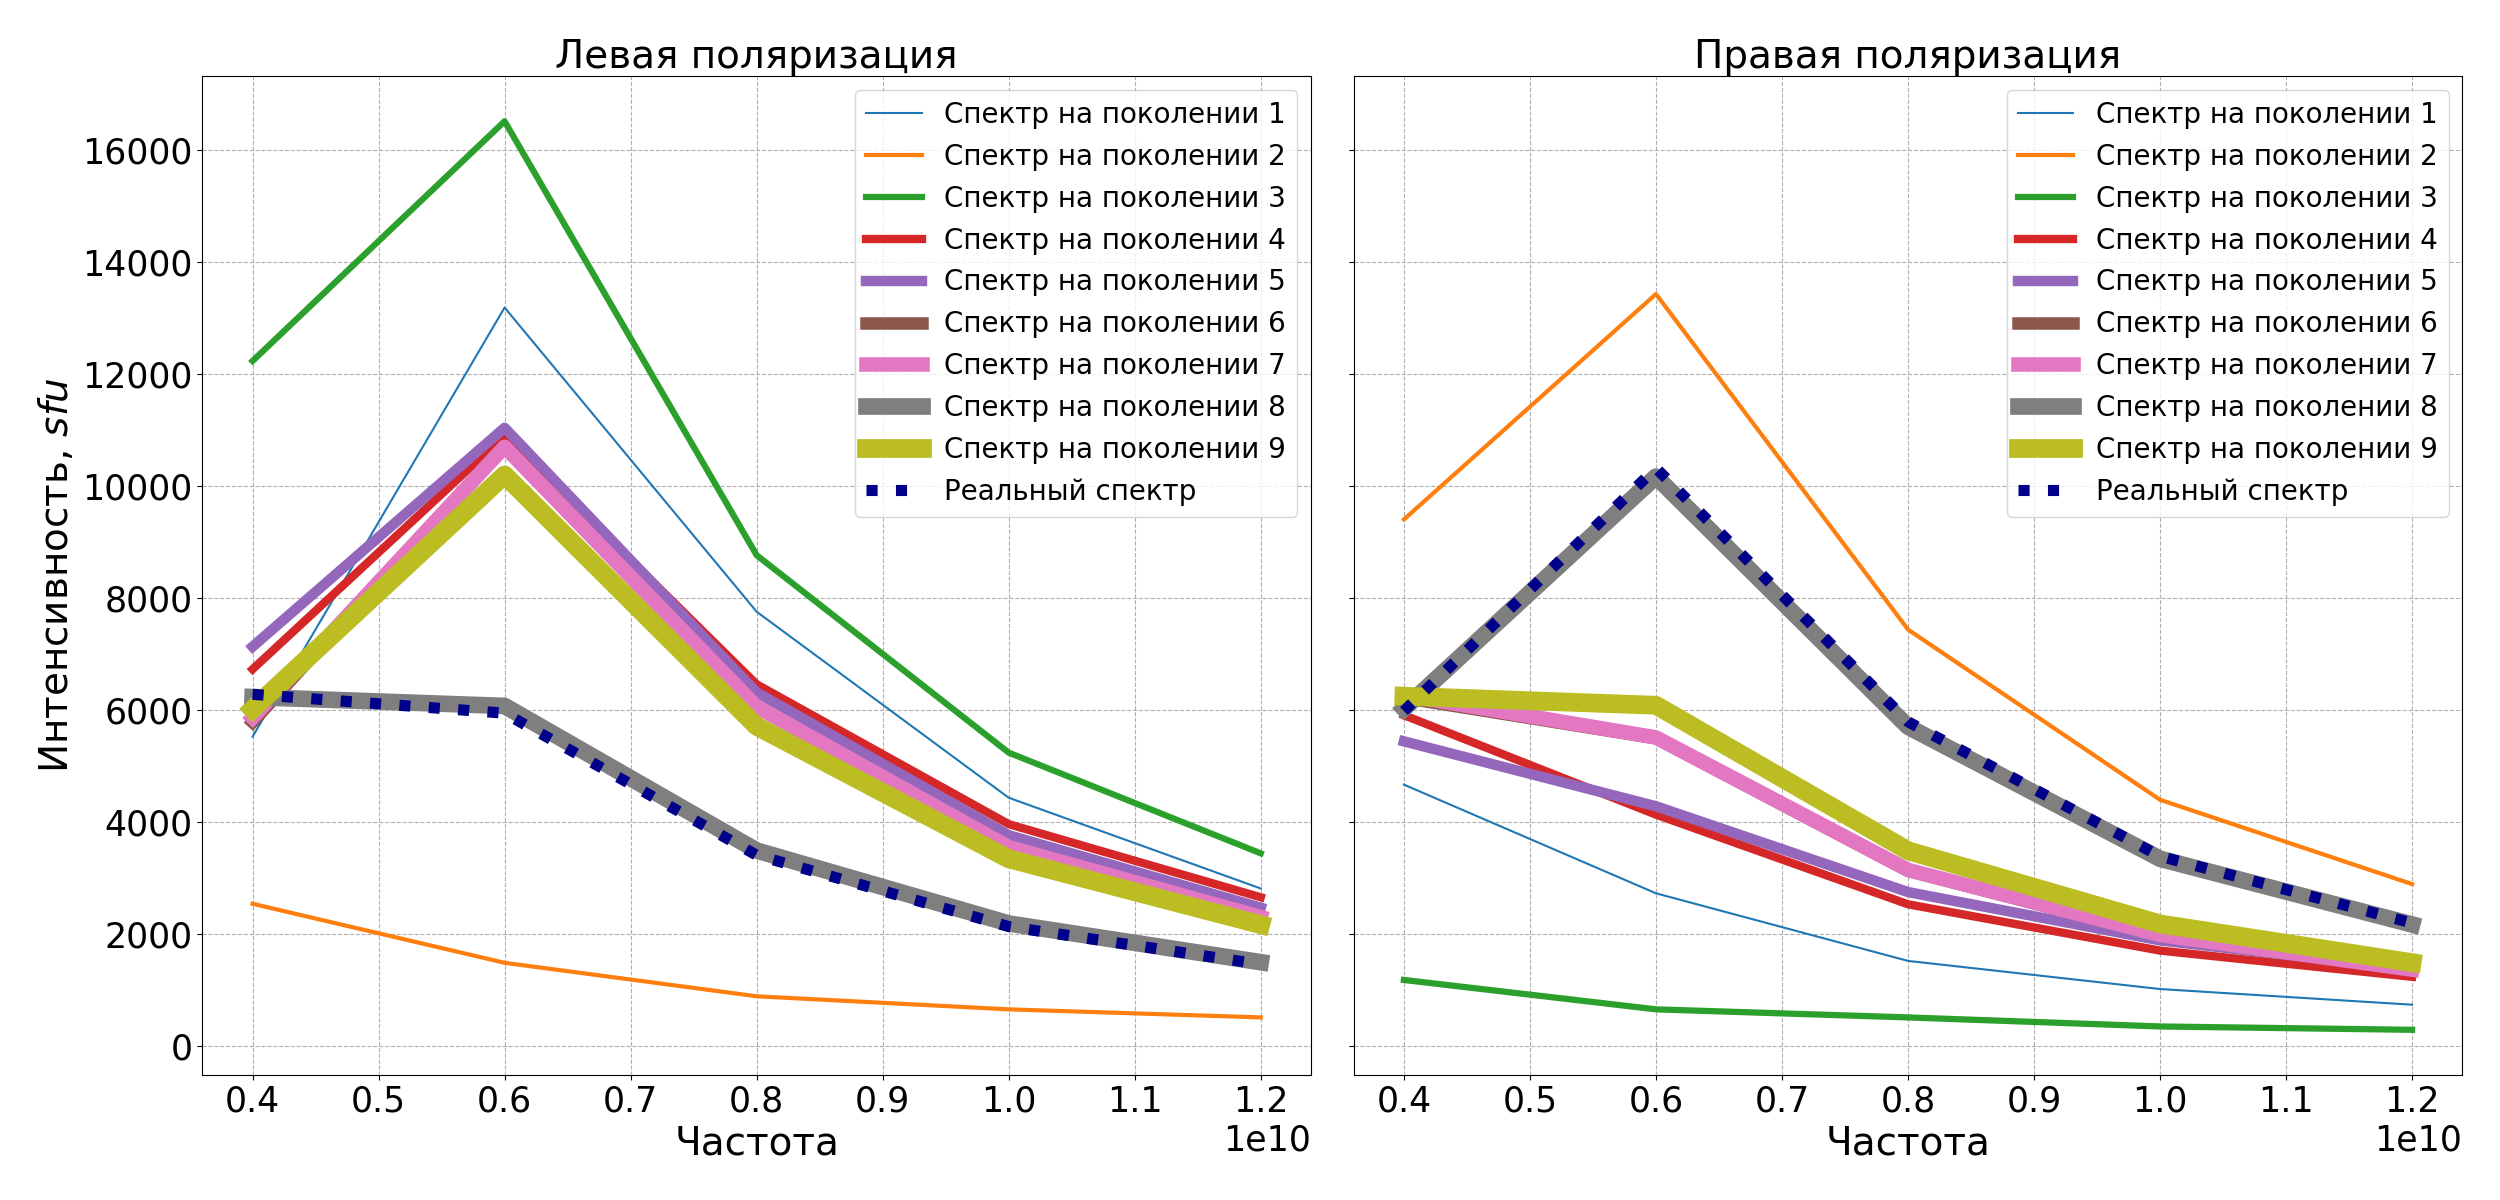 Левая поляризация
Интенсивность, sfu
16000
14000
12000
10000
8000
6000
4000
2000
0
Спектр на поколении 1
Спектр на поколении 2
Спектр на поколении 3
Спектр на поколении 4
Спектр на поколении 5
Спектр на поколении 6
Спектр на поколении 7
Спектр на поколении 8
Спектр на поколении 9
Реальный спектр
0.4 0.5 0.6 0.7 0.8 0.9 1.0 1.1 1.2
Частота
1e10
Правая поляризация
Спектр на поколении 1
Спектр на поколении 2
Спектр на поколении 3
Спектр на поколении 4
Спектр на поколении 5
Спектр на поколении 6
Спектр на поколении 7
Спектр на поколении 8
Спектр на поколении 9
Реальный спектр
0.4 0.5 0.6 0.7 0.8 0.9 1.0 1.1 1.2
Частота
1e10